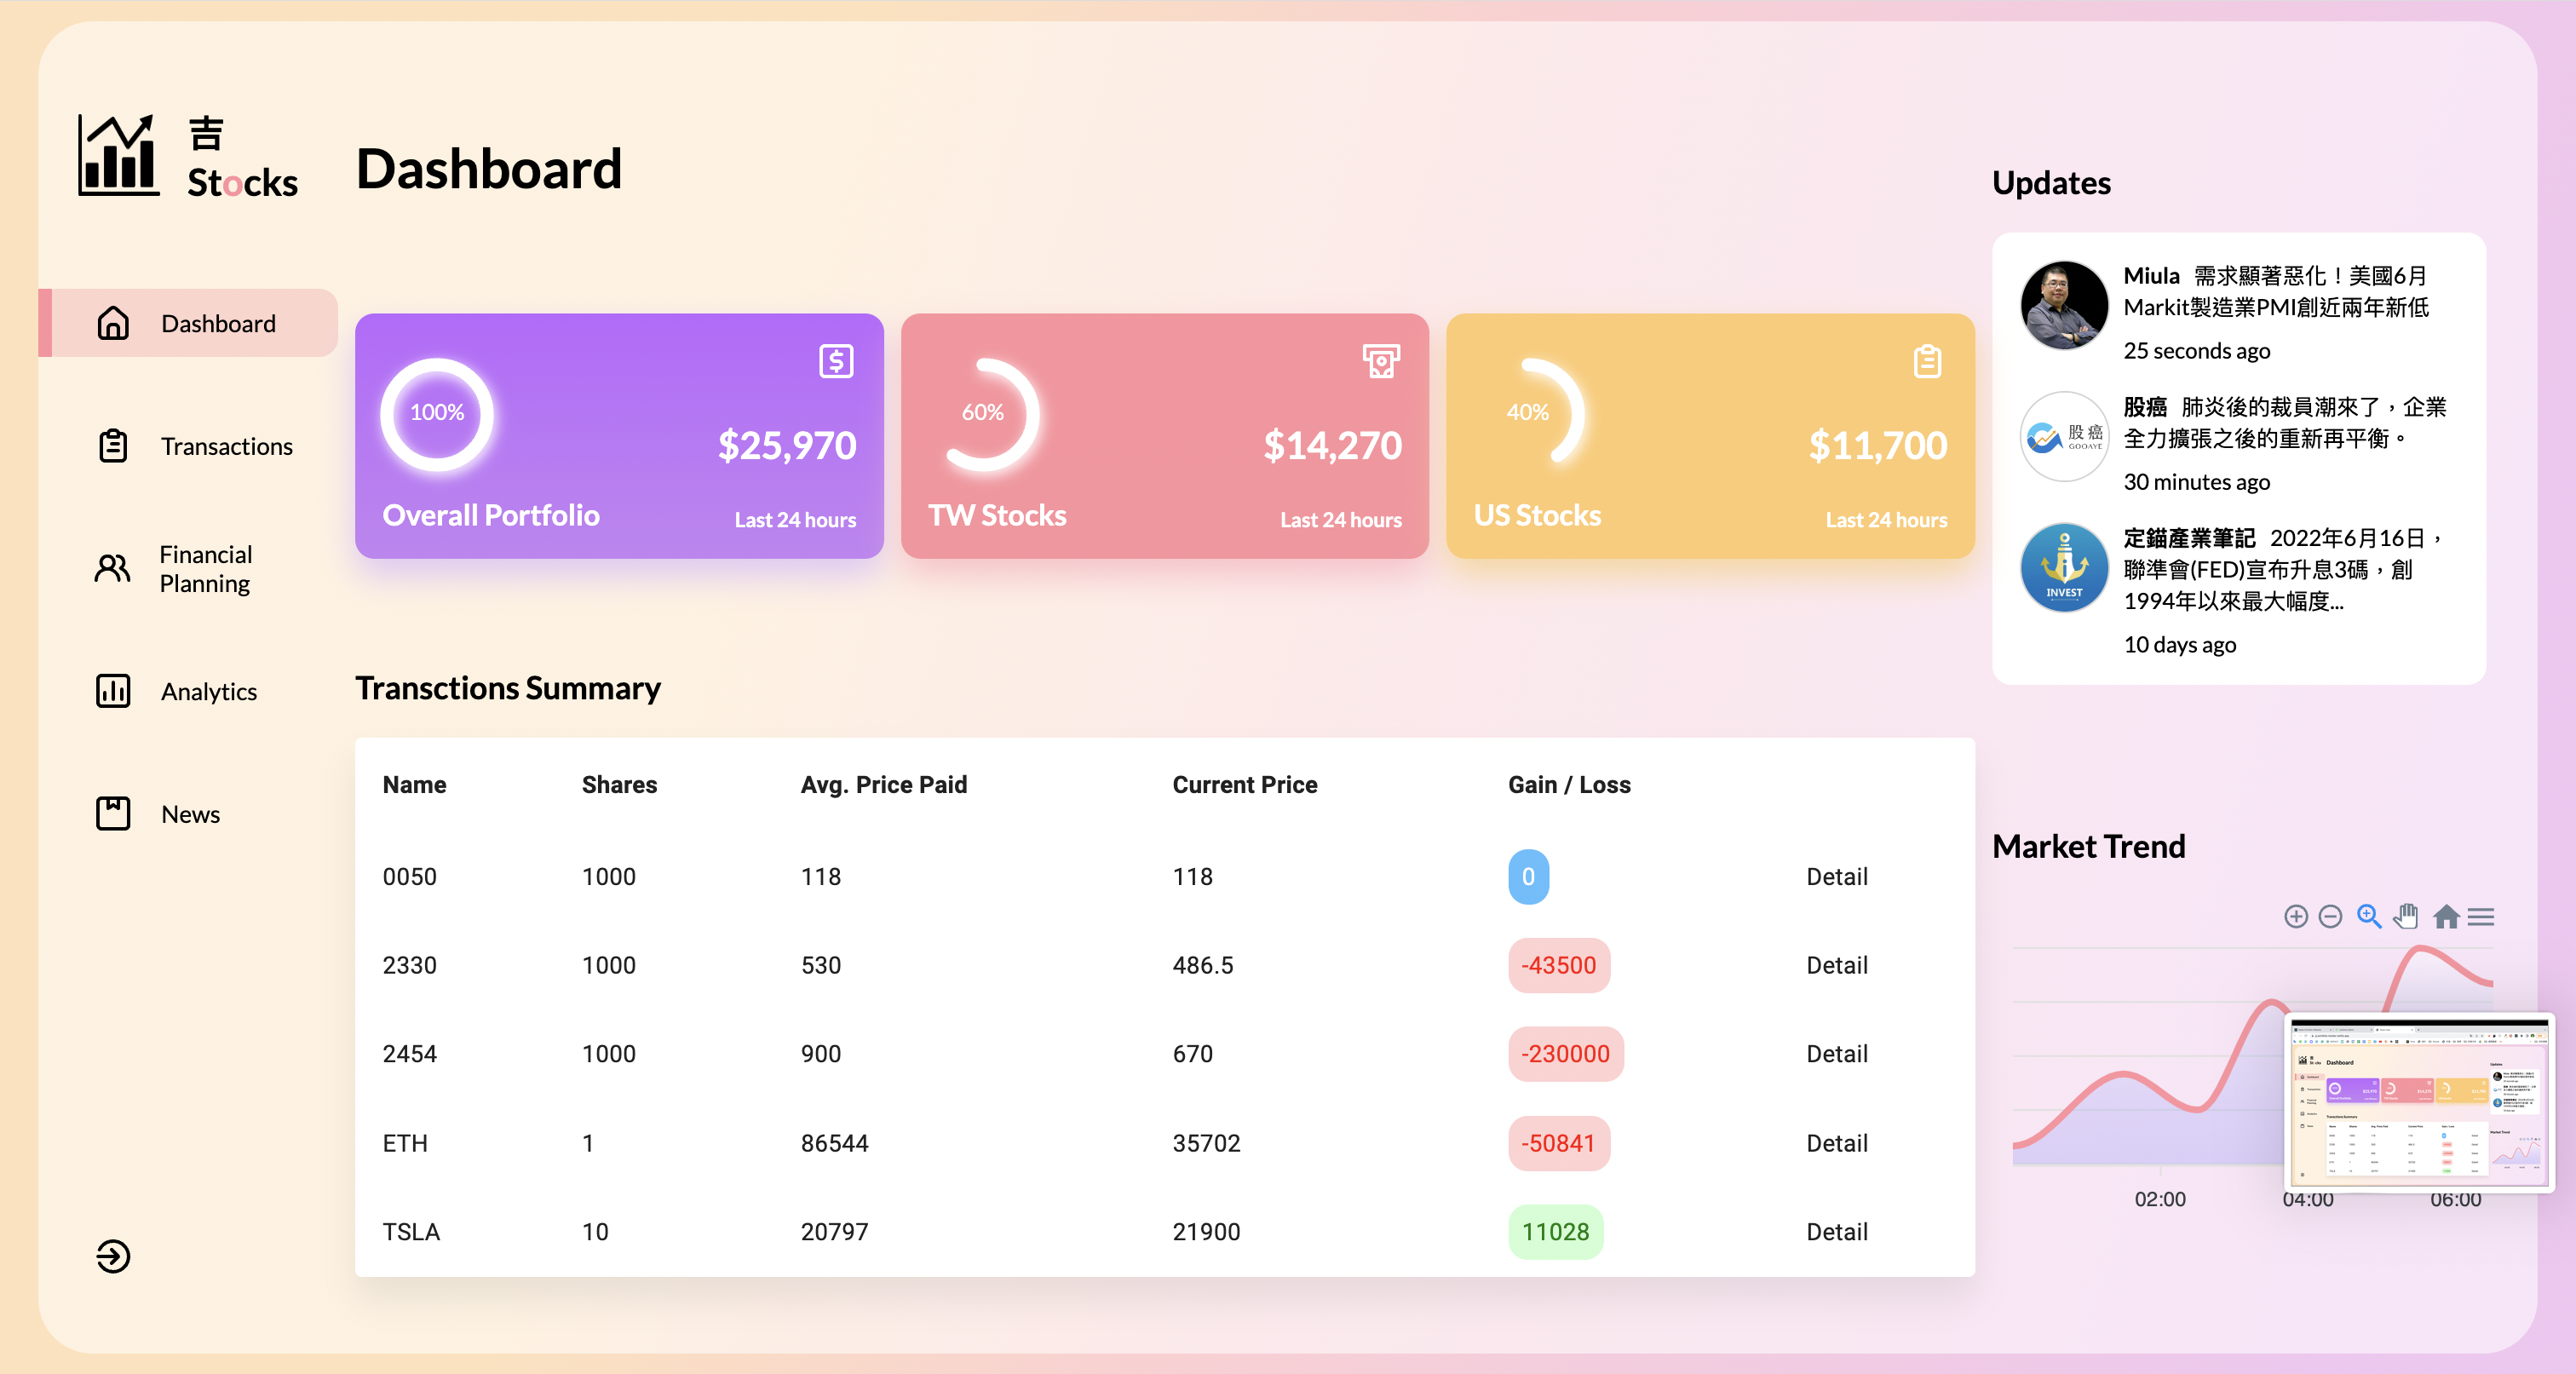 吉
Stocks
Dashboard
Transactions
Financial
Planning
Analytics
News
Dashboard
100%
$25,970
Overall Portfolio
Last 24 hours
60%
$14,270
TW Stocks
Last 24 hours
40%
$11,700
US Stocks
Last 24 hours
Transctions Summary
Name Shares Avg. Price Paid Current Price Gain / Loss
0050 1000 118 118 0 Detail
2330 1000 530 486.5 -43500 Detail
2454 1000 900 670 -230000 Detail
ETH 1 86544 35702 -50841 Detail
TSLA 10 20797 21900 11028 Detail
Updates
Miula 需求顯著惡化！美國6月
Markit製造業PMI創近兩年新低
25 seconds ago
股癌
GOOAYE
股癌 肺炎後的裁員潮來了，企業
全力擴張之後的重新再平衡。
30 minutes ago
INVEST
定錨產業筆記 2022年6月16日，
聯準會(FED)宣布升息3碼，創
1994年以來最大幅度...
10 days ago
Market Trend
02:00 04:00 06:00
Dashboard